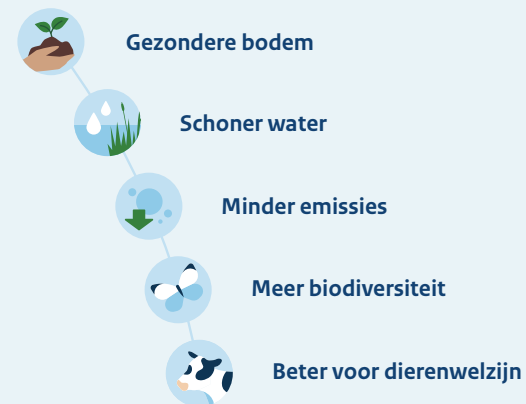 Gezondere bodem
Schoner water
Minder emissies
Meer biodiversiteit
Beter voor dierenwelzijn